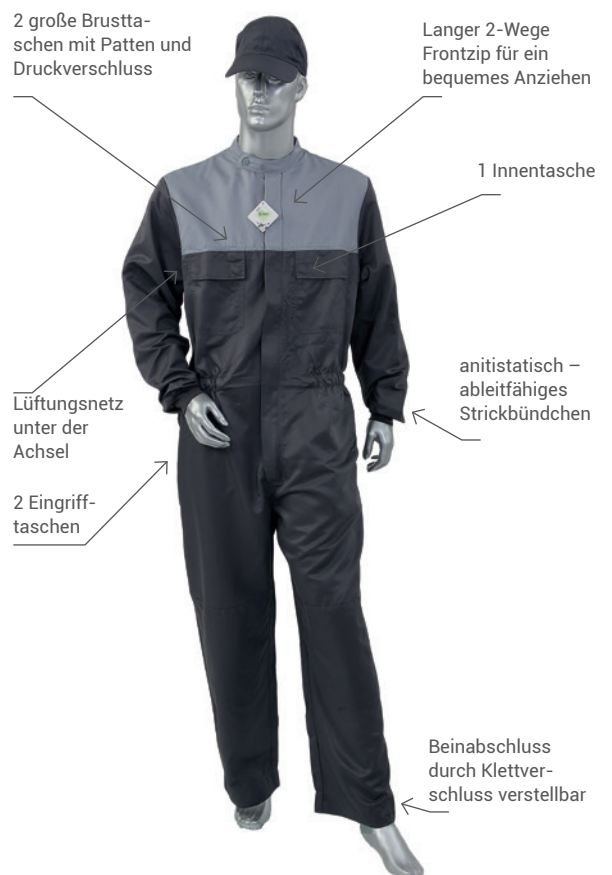 2 große Brustta-
schen mit Patten und
Druckverschluss
Langer 2-Wege
Frontzip für ein
bequemes Anziehen
1 Innentasche
Lüftungsnetz
unter der
Achsel
anitistatisch –
ableitfähiges
Strickbündchen
2 Eingriff-
taschen
Beinabschluss
durch Klettver-
schluss verstellbar